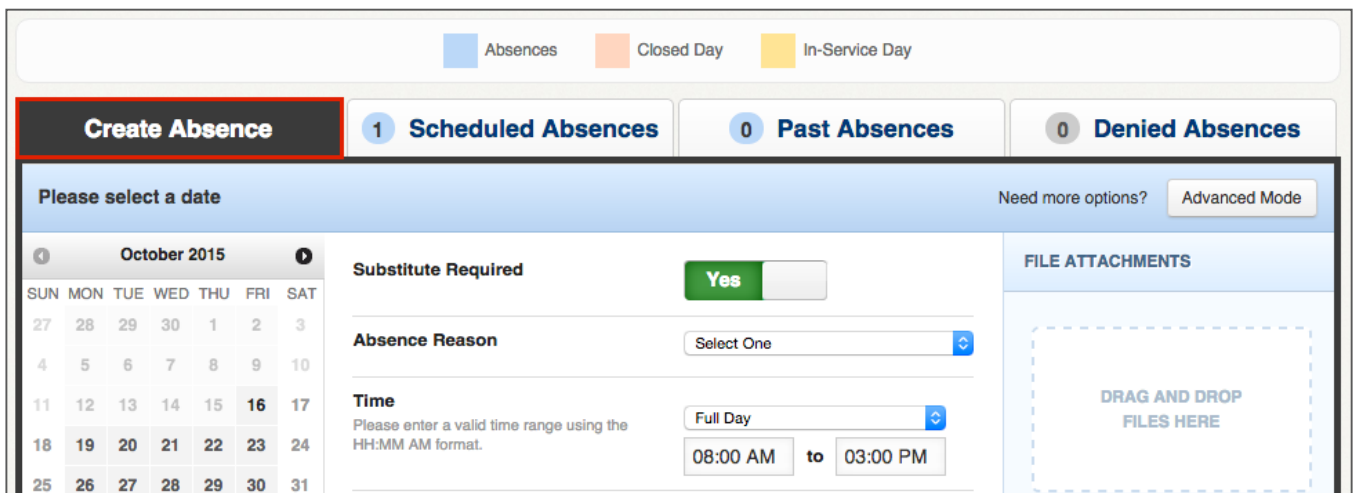 Absences Closed Day In-Service Day
Create Absence 1 Scheduled Absences 0 Past Absences 0 Denied Absences
Please select a date Need more options? Advanced Mode
October 2015
SUN MON TUE WED THU FRI SAT
27 28 29 30 1 2 3
4 5 6 7 8 9 10
11 12 13 14 15 16 17
18 19 20 21 22 23 24
25 26 27 28 29 30 31
Substitute Required Yes
Absence Reason Select One
Time
Please enter a valid time range using the
HH:MM AM format.
Full Day
08:00 AM to 03:00 PM
FILE ATTACHMENTS
DRAG AND DROP
FILES HERE